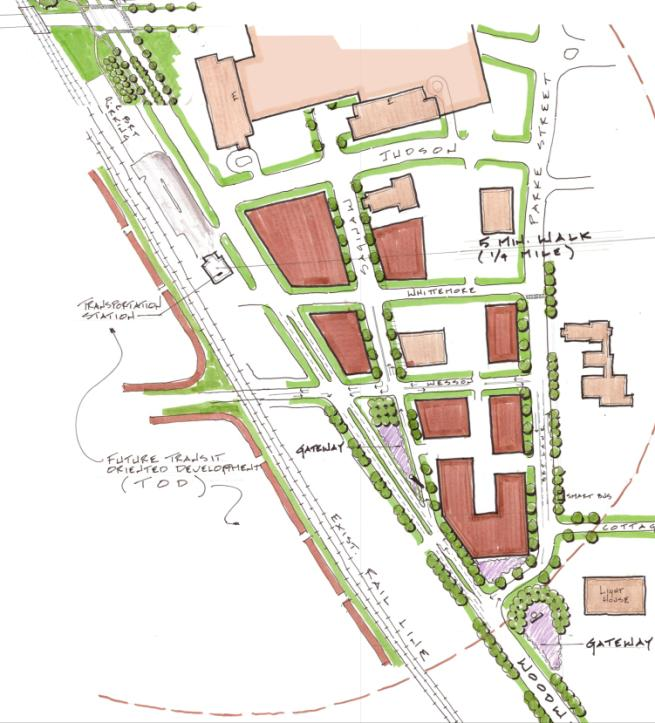 JUDSON
SAGINAW
PARKE STREET
5 MIN. WALK
(1/4 MILE)
WHITTEMORE
TRANSPORTATION
STATION
WESSON
GATEWAY
FUTURE TRANSIT
ORIENTED DEVELOPMENT
(TOD)
SMART BUS
COTTAG
EXIST. RAIL LINE
LIGHT
HOUSE
GATEWAY
WOODW